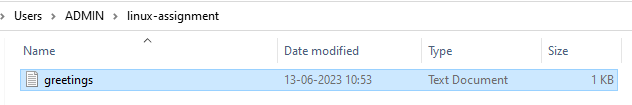 › Users › ADMIN › linux-assignment
Name Date modified Type Size
greetings 13-06-2023 10:53 Text Document 1 KB